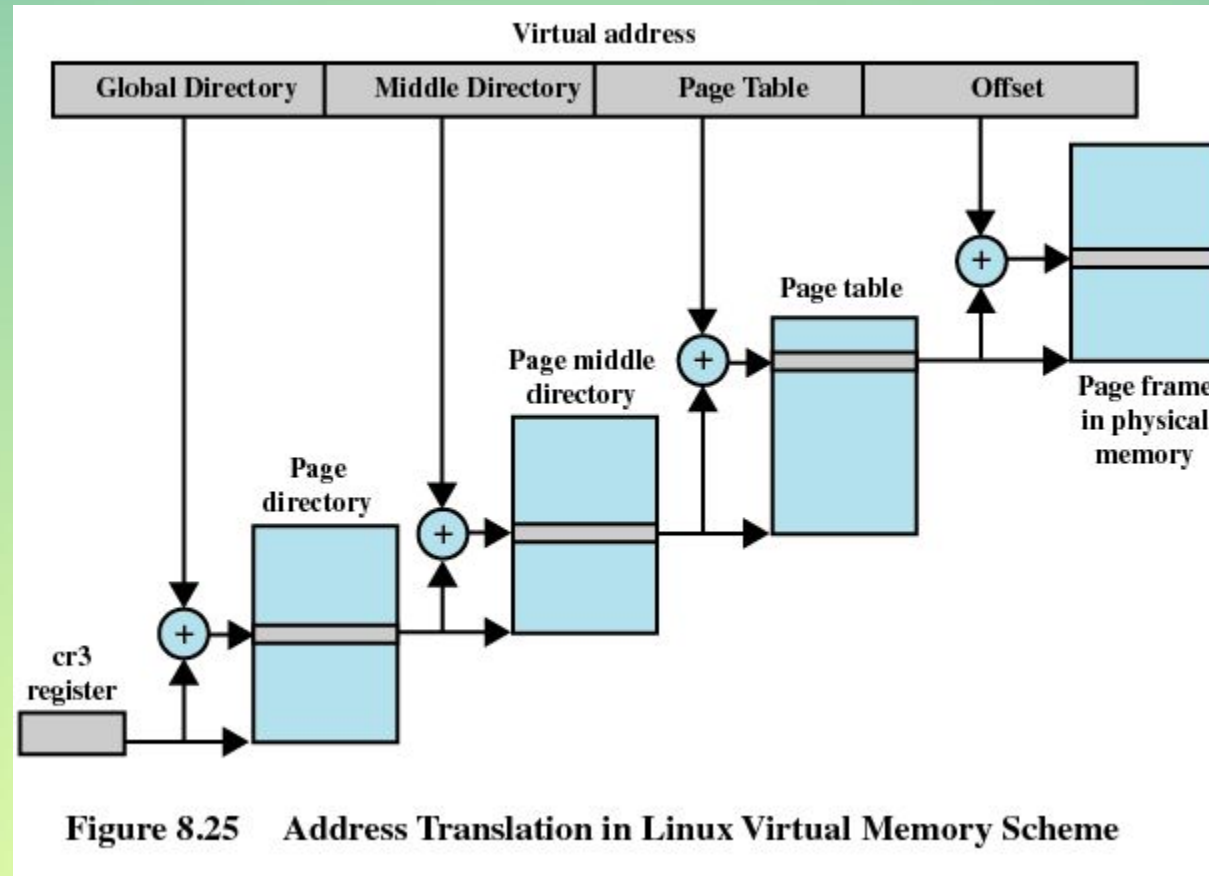 Virtual address
Global Directory
Middle Directory
Page Table
Offset
+
Page table
+
Page middle
directory
Page frame
in physical
memory
Page
directory
+
+
cr3
register
Figure 8.25 Address Translation in Linux Virtual Memory Scheme